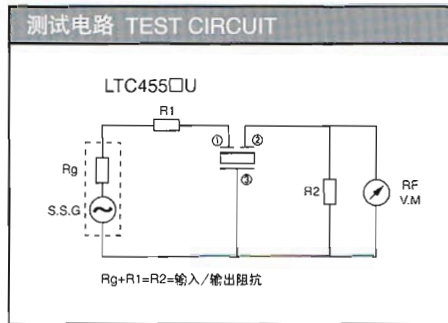 测试电路 TEST CIRCUIT
LTC455□U
R1
① ②
Rg
③
R2
RF
V.M
S.S.G
Rg+R1=R2=输入/输出阻抗